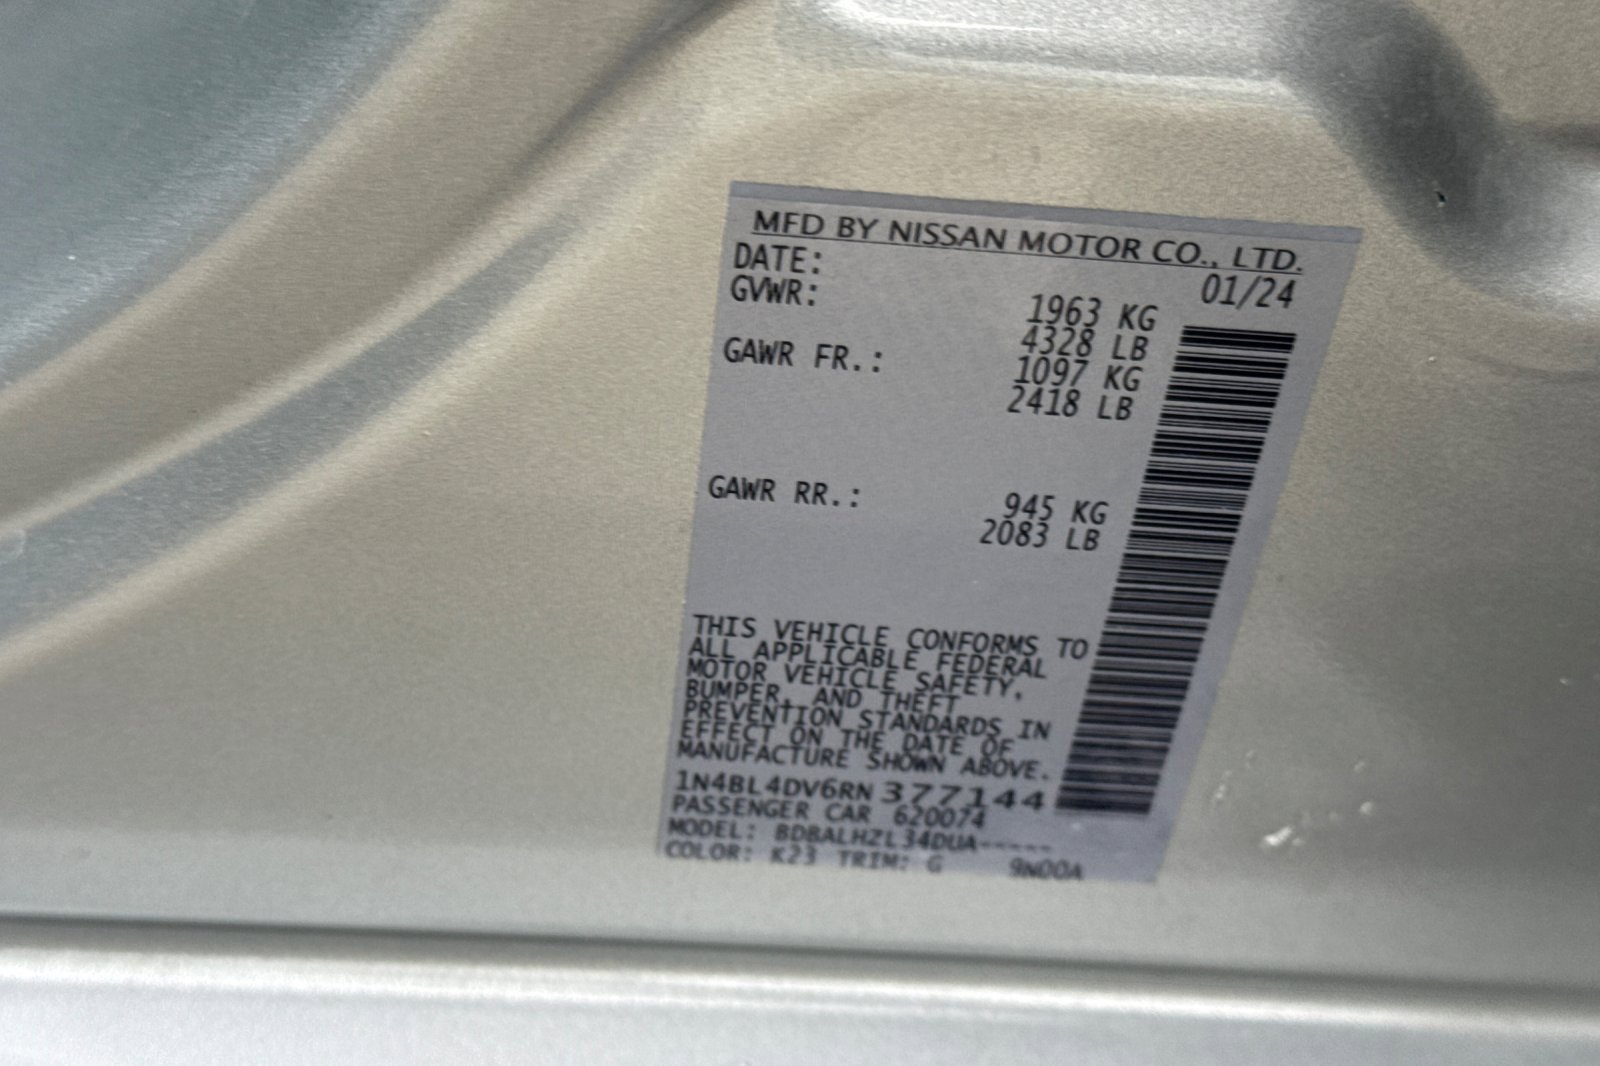 MFD BY NISSAN MOTOR CO., LTD.
DATE: 01/24
GVWR: 1963 KG
4328 LB
GAWR FR.: 1097 KG
2418 LB
GAWR RR.: 945 KG
2083 LB
THIS VEHICLE CONFORMS TO
ALL APPLICABLE FEDERAL
MOTOR VEHICLE SAFETY,
BUMPER, AND THEFT
PREVENTION STANDARDS IN
EFFECT ON THE DATE OF
MANUFACTURE SHOWN ABOVE.
1N4BL4DV6RN377144
PASSENGER CAR 620074
MODEL: BDBALHZL34DUA-----
COLOR: K23 TRIM: G 9N00A